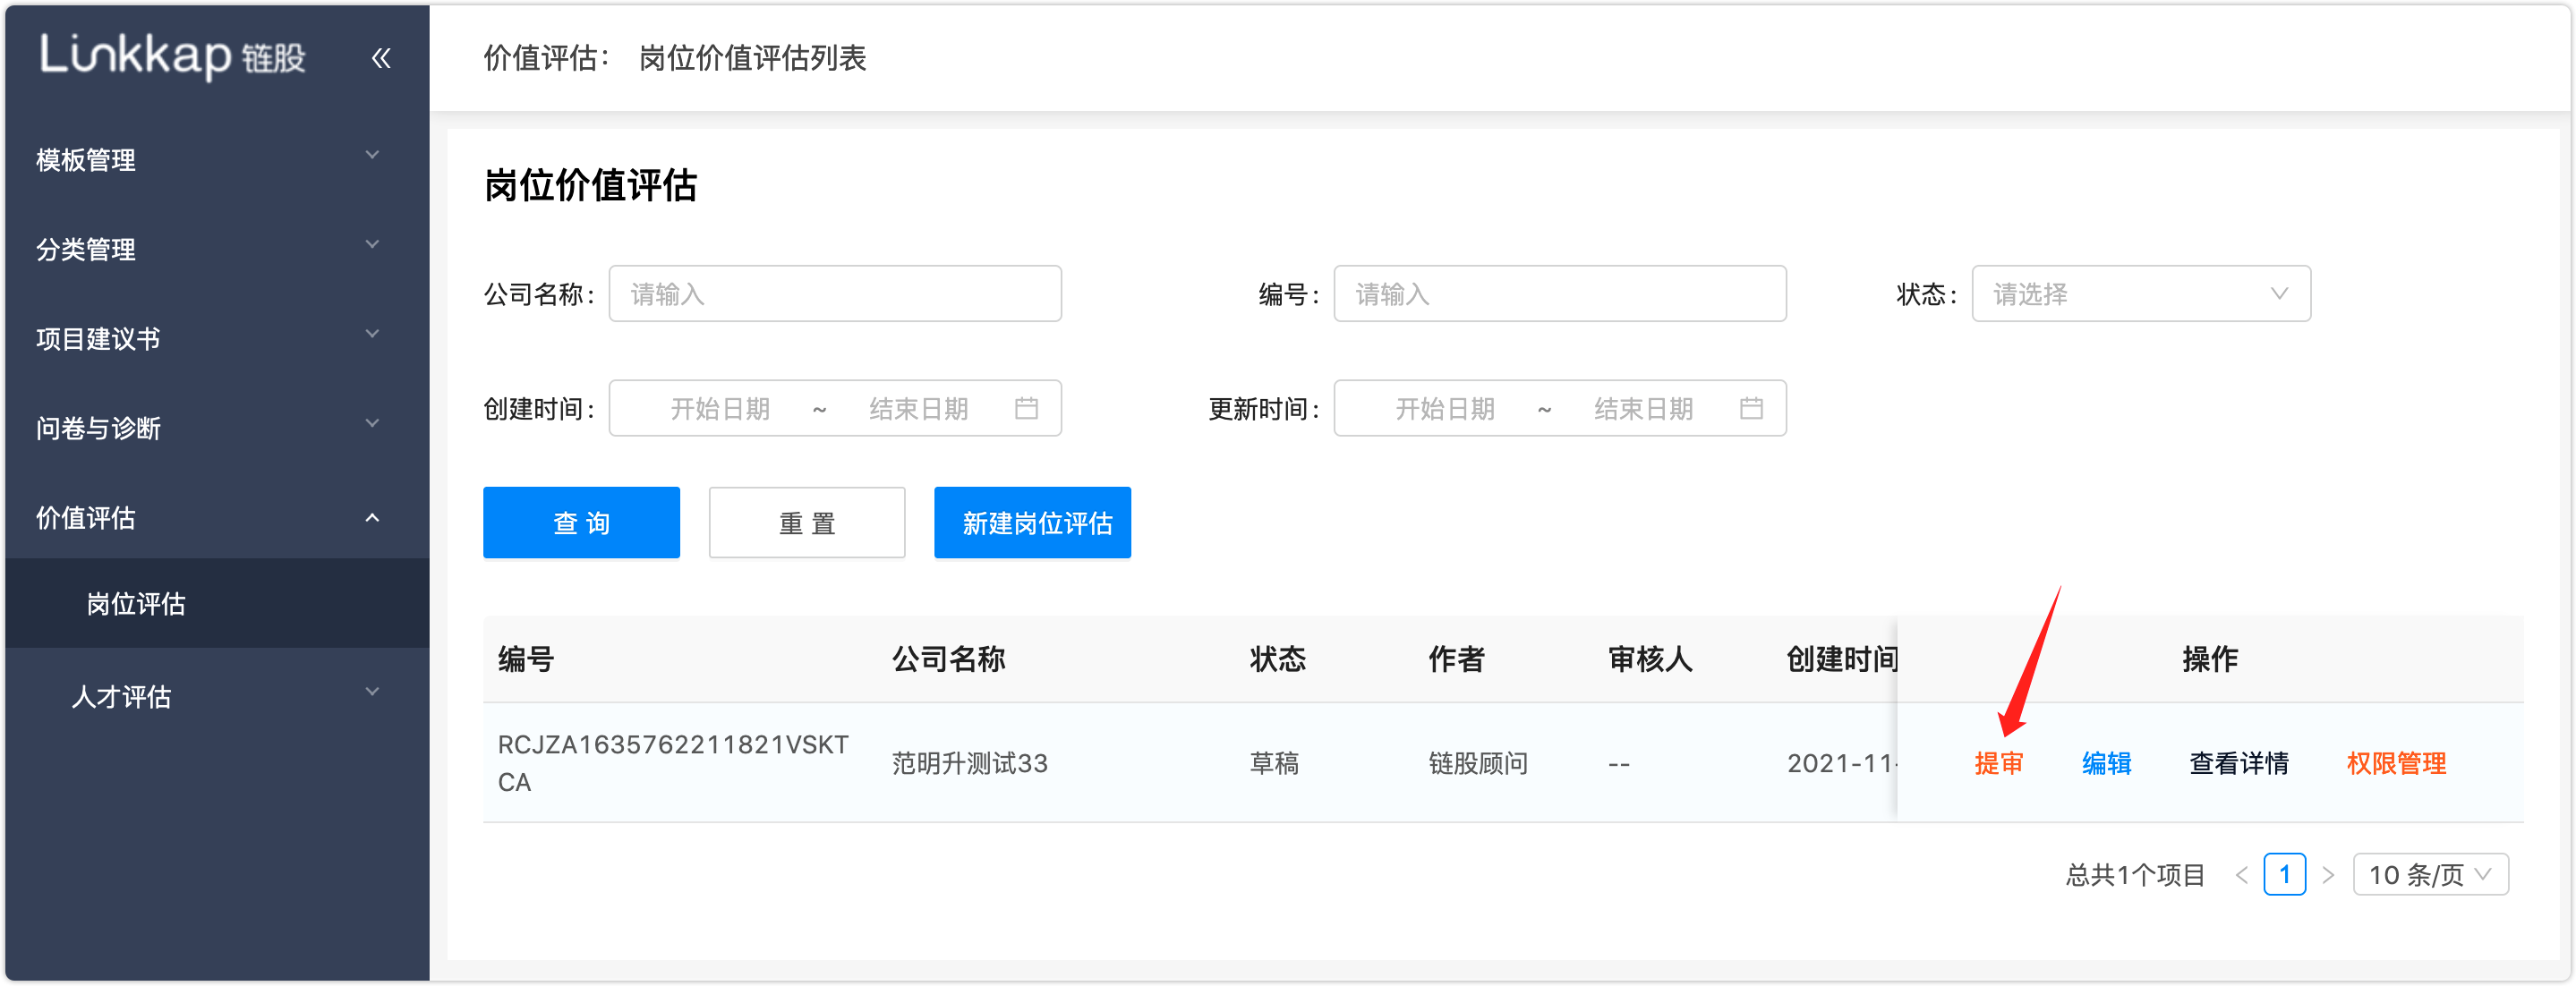 Linkkap 链股
价值评估： 岗位价值评估列表
模板管理
分类管理
项目建议书
问卷与诊断
价值评估
岗位评估
人才评估
岗位价值评估
公司名称： 请输入 编号： 请输入 状态： 请选择
创建时间： 开始日期 ~ 结束日期 更新时间： 开始日期 ~ 结束日期
查 询 重 置 新建岗位评估
编号 公司名称 状态 作者 审核人 创建时间 操作
RCJZA1635762211821VSKT
CA 范明升测试33 草稿 链股顾问 -- 2021-11- 提审 编辑 查看详情 权限管理
总共1个项目 < 1 > 10 条/页